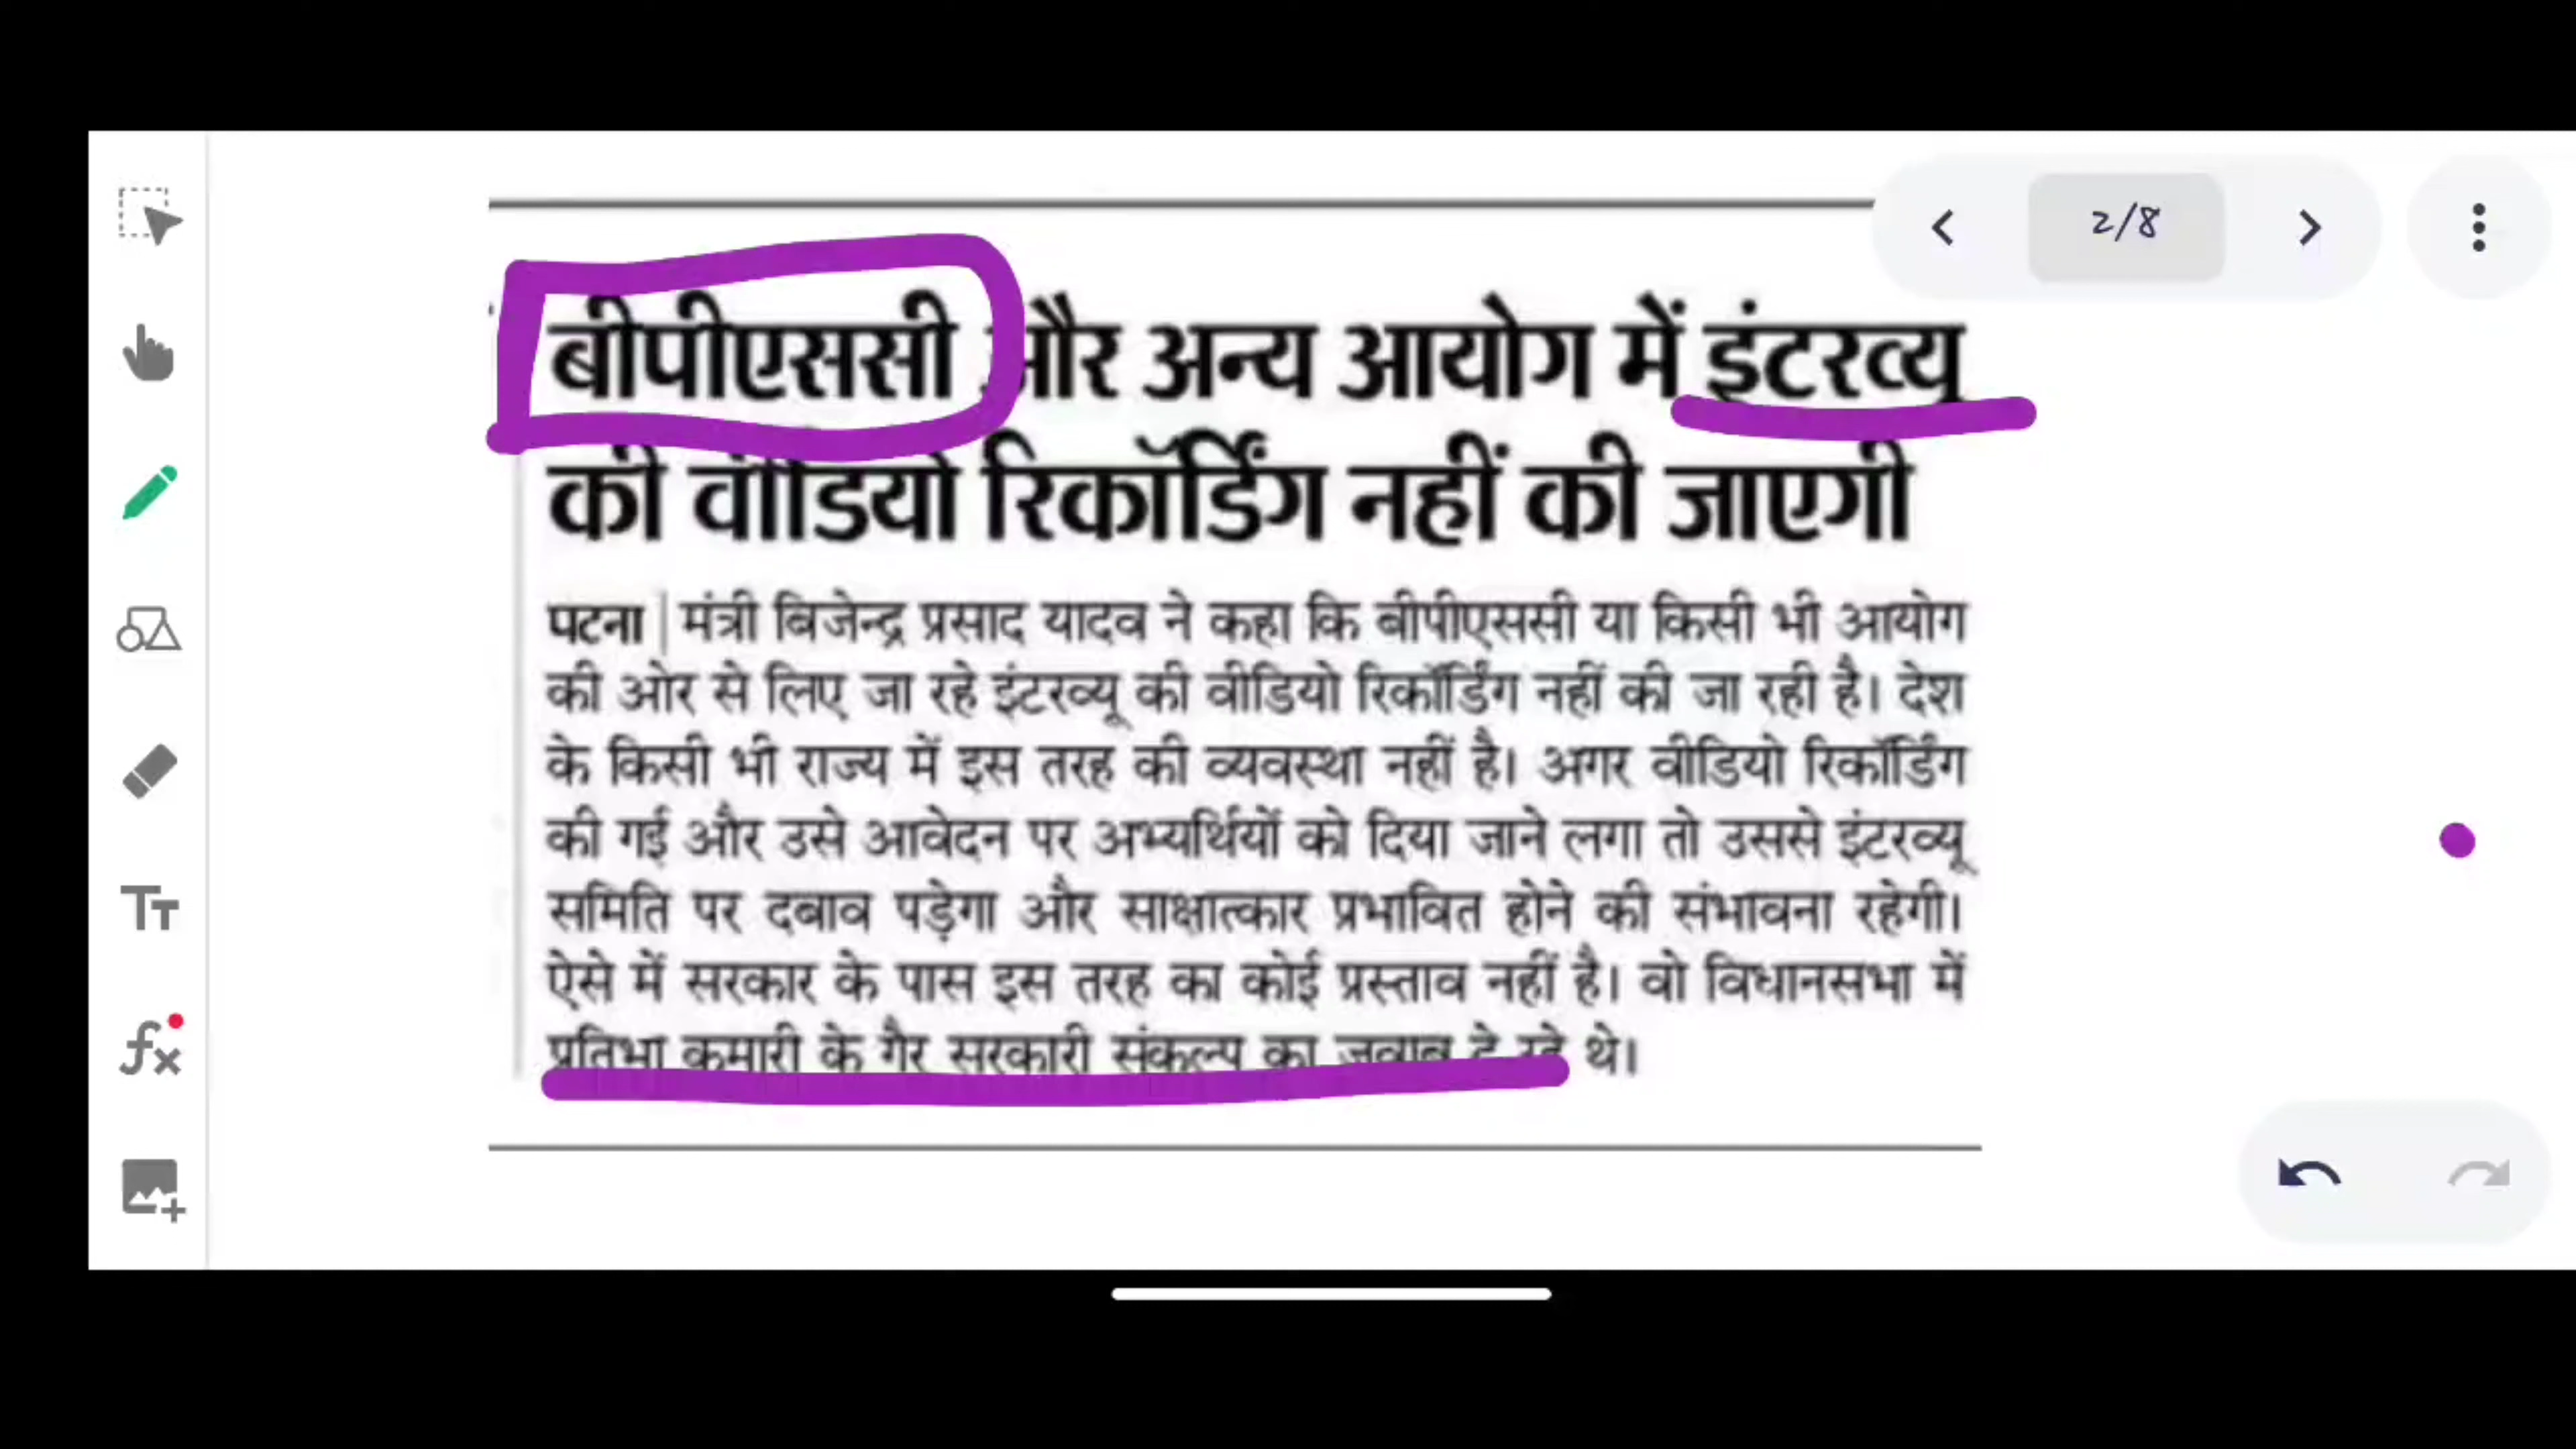 2/8
बीपीएससी और अन्य आयोग में इंटरव्यू
की वीडियो रिकॉर्डिंग नहीं की जाएगी
पटना | मंत्री बिजेन्द्र प्रसाद यादव ने कहा कि बीपीएससी या किसी भी आयोग
की ओर से लिए जा रहे इंटरव्यू की वीडियो रिकॉर्डिंग नहीं की जा रही है। देश
के किसी भी राज्य में इस तरह की व्यवस्था नहीं है। अगर वीडियो रिकॉर्डिंग
की गई और उसे आवेदन पर अभ्यर्थियों को दिया जाने लगा तो उससे इंटरव्यू
समिति पर दबाव पड़ेगा और साक्षात्कार प्रभावित होने की संभावना रहेगी।
ऐसे में सरकार के पास इस तरह का कोई प्रस्ताव नहीं है। वो विधानसभा में
प्रतिभा कुमारी के गैर सरकारी संकल्प का जवाब दे रहे थे।
Tт
fx